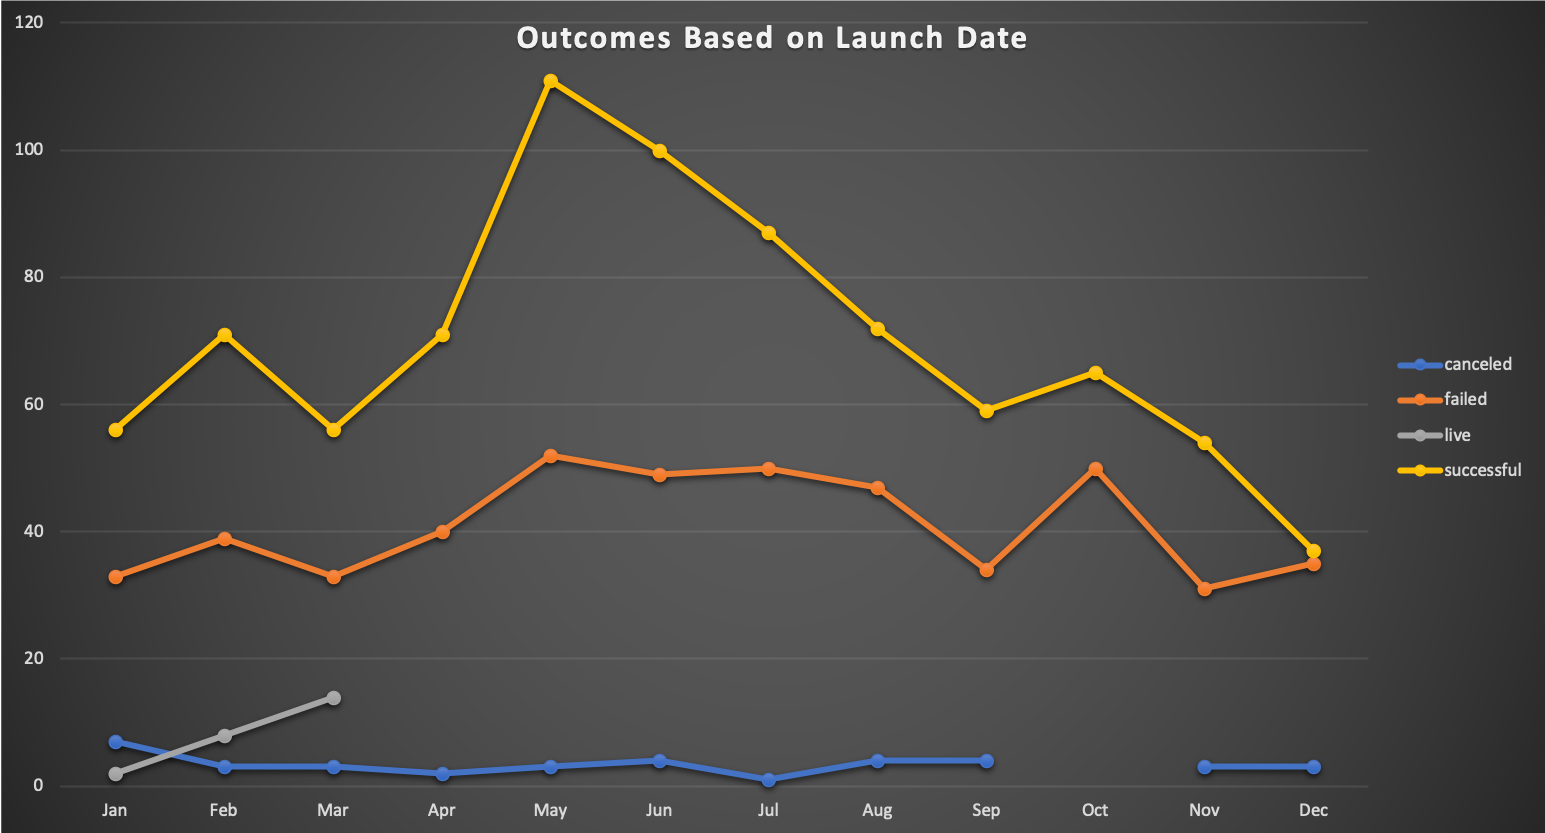 Outcomes Based on Launch Date
120
100
80
60
40
20
0
Jan Feb Mar Apr May Jun Jul Aug Sep Oct Nov Dec
canceled
failed
live
successful